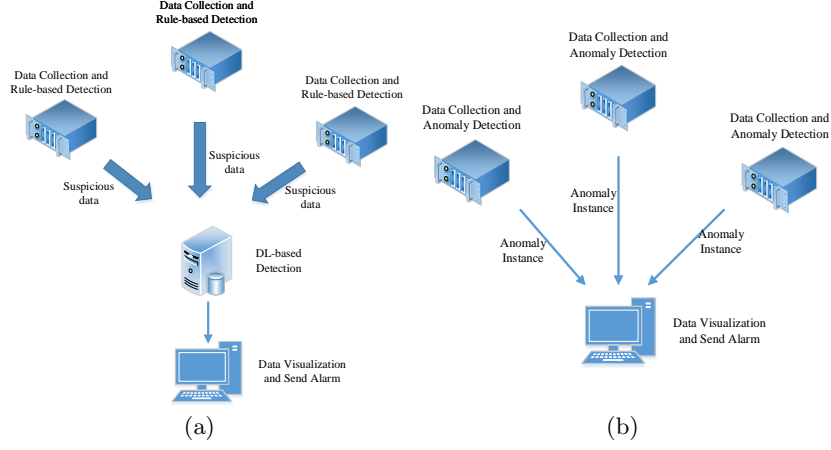 Data Collection and
Rule-based Detection
Data Collection and
Rule-based Detection
Data Collection and
Rule-based Detection
Suspicious
data
Suspicious
data
Suspicious
data
DL-based
Detection
Data Visualization
and Send Alarm
(a)
Data Collection and
Anomaly Detection
Data Collection and
Anomaly Detection
Data Collection and
Anomaly Detection
Anomaly
Instance
Anomaly
Instance
Anomaly
Instance
Data Visualization
and Send Alarm
(b)